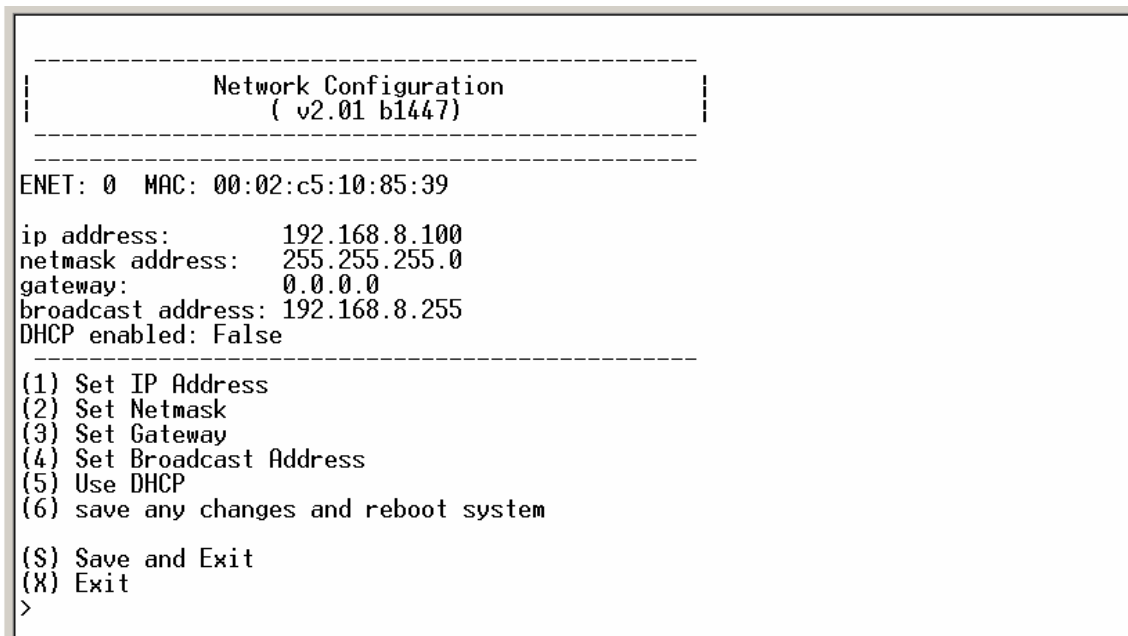 ------------------------------------------------
|             Network Configuration              |
|                 ( v2.01 b1447)                 |
------------------------------------------------
------------------------------------------------
ENET: 0  MAC: 00:02:c5:10:85:39
ip address:        192.168.8.100
netmask address:   255.255.255.0
gateway:           0.0.0.0
broadcast address: 192.168.8.255
DHCP enabled: False
------------------------------------------------
(1) Set IP Address
(2) Set Netmask
(3) Set Gateway
(4) Set Broadcast Address
(5) Use DHCP
(6) save any changes and reboot system
(S) Save and Exit
(X) Exit
>